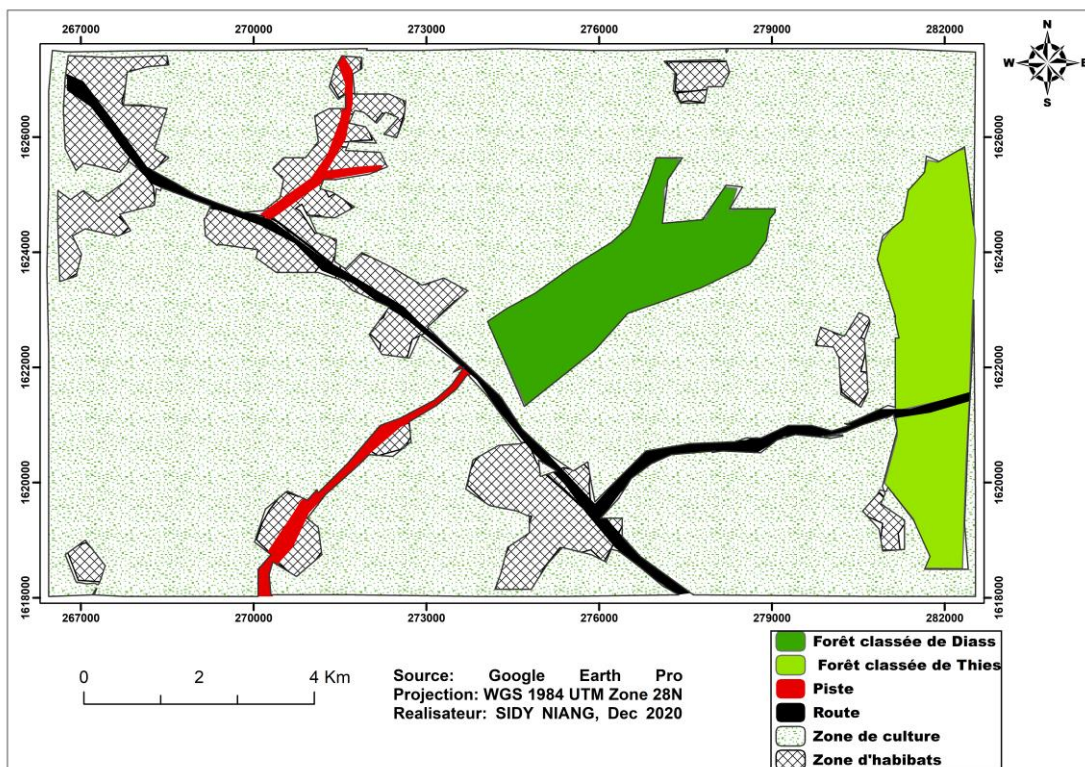 267000 270000 273000 276000 279000 282000
N
W E
S
1626000 1626000
1624000 1624000
1622000 1622000
1620000 1620000
1618000 1618000
267000 270000 273000 276000 279000 282000
0 2 4 Km
Source: Google Earth Pro
Projection: WGS 1984 UTM Zone 28N
Realisateur: SIDY NIANG, Dec 2020
Forêt classée de Diass
Forêt classée de Thies
Piste
Route
Zone de culture
Zone d'habibats